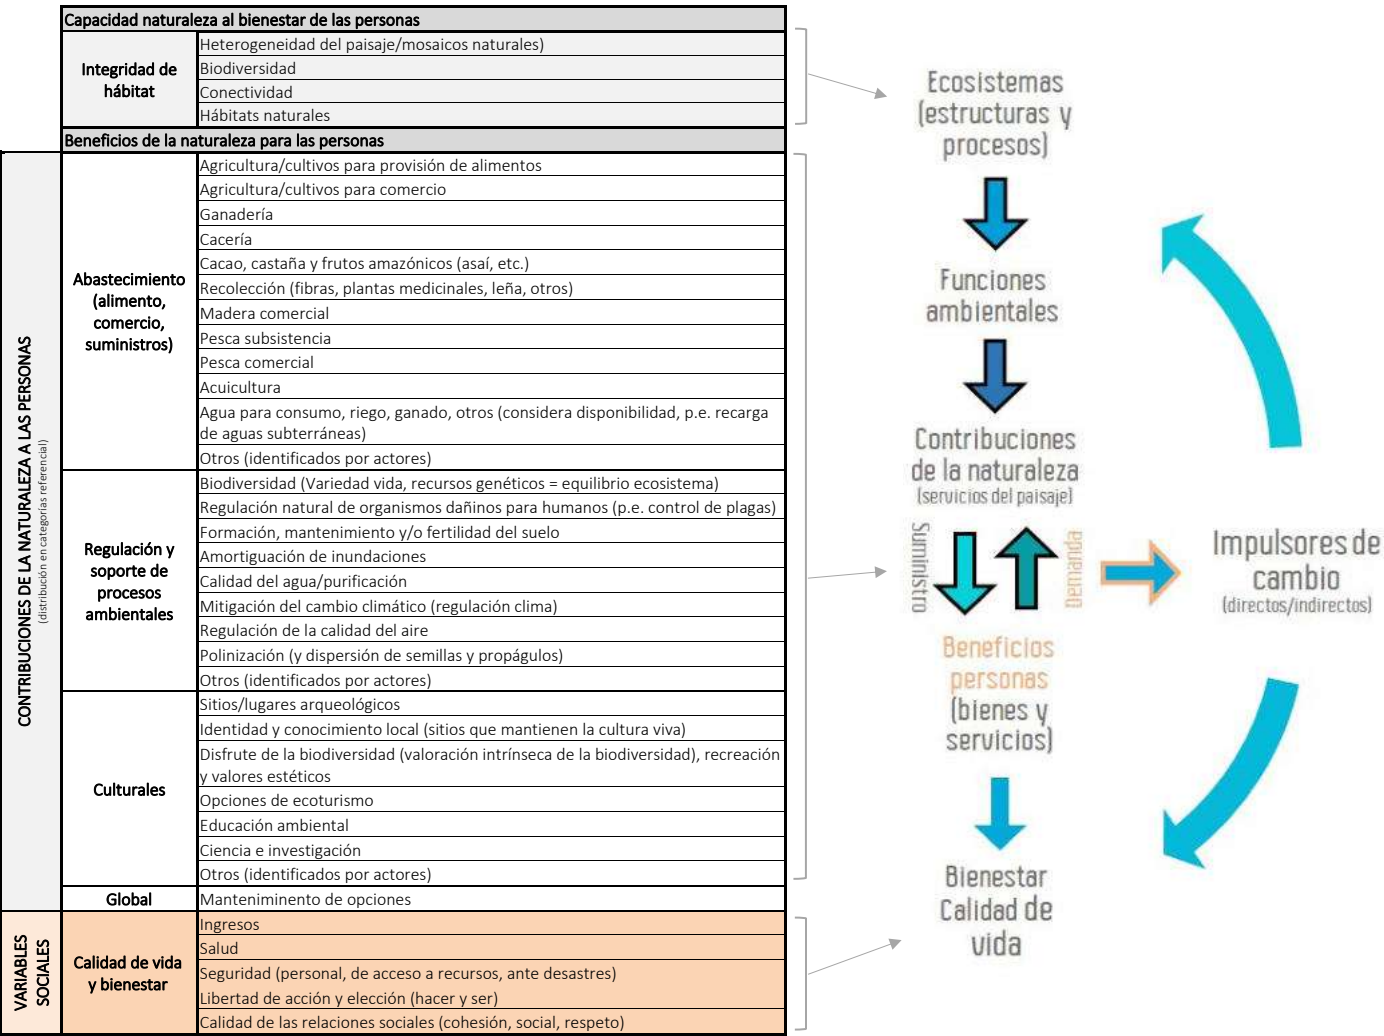 Capacidad naturaleza al bienestar de las personas
Integridad de
hábitat
Heterogeneidad del paisaje/mosaicos naturales)
Biodiversidad
Conectividad
Hábitats naturales
Beneficios de la naturaleza para las personas
CONTRIBUCIONES DE LA NATURALEZA A LAS PERSONAS
(distribución en categorías referencial)
Abastecimiento
(alimento,
comercio,
suministros)
Agricultura/cultivos para provisión de alimentos
Agricultura/cultivos para comercio
Ganadería
Cacería
Cacao, castaña y frutos amazónicos (asaí, etc.)
Recolección (fibras, plantas medicinales, leña, otros)
Madera comercial
Pesca subsistencia
Pesca comercial
Acuicultura
Agua para consumo, riego, ganado, otros (considera disponibilidad, p.e. recarga
de aguas subterráneas)
Otros (identificados por actores)
Regulación y
soporte de
procesos
ambientales
Biodiversidad (Variedad vida, recursos genéticos = equilibrio ecosistema)
Regulación natural de organismos dañinos para humanos (p.e. control de plagas)
Formación, mantenimiento y/o fertilidad del suelo
Amortiguación de inundaciones
Calidad del agua/purificación
Mitigación del cambio climático (regulación clima)
Regulación de la calidad del aire
Polinización (y dispersión de semillas y propágulos)
Otros (identificados por actores)
Culturales
Sitios/lugares arqueológicos
Identidad y conocimiento local (sitios que mantienen la cultura viva)
Disfrute de la biodiversidad (valoración intrínseca de la biodiversidad), recreación
y valores estéticos
Opciones de ecoturismo
Educación ambiental
Ciencia e investigación
Otros (identificados por actores)
Global
Manteniminento de opciones
VARIABLES
SOCIALES
Calidad de vida
y bienestar
Ingresos
Salud
Seguridad (personal, de acceso a recursos, ante desastres)
Libertad de acción y elección (hacer y ser)
Calidad de las relaciones sociales (cohesión, social, respeto)
Ecosistemas
(estructuras y
procesos)
Funciones
ambientales
Contribuciones
de la naturaleza
(servicios del paisaje)
Suministro
Demanda
Impulsores de
cambio
(directos/indirectos)
Beneficios
personas
(bienes y
servicios)
Bienestar
Calidad de
vida